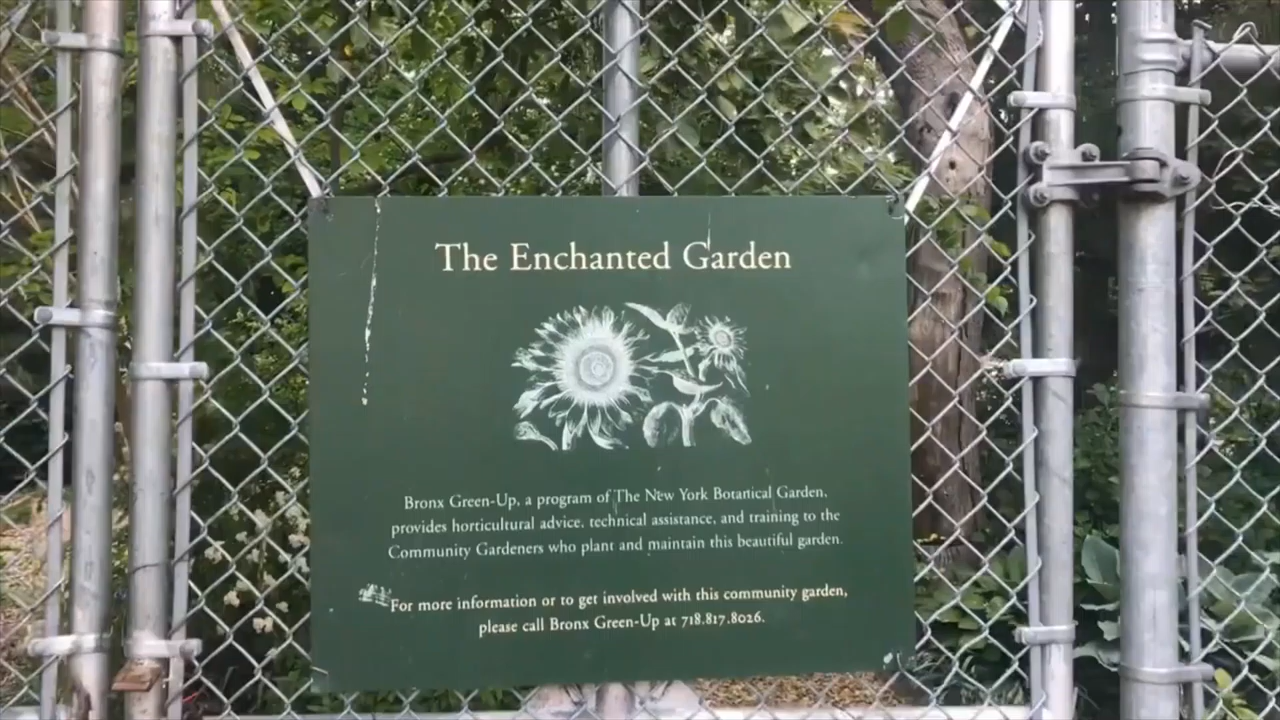 The Enchanted Garden
Bronx Green-Up, a program of The New York Botanical Garden,
provides horticultural advice, technical assistance, and training to the
Community Gardeners who plant and maintain this beautiful garden.
For more information or to get involved with this community garden,
please call Bronx Green-Up at 718.817.8026.